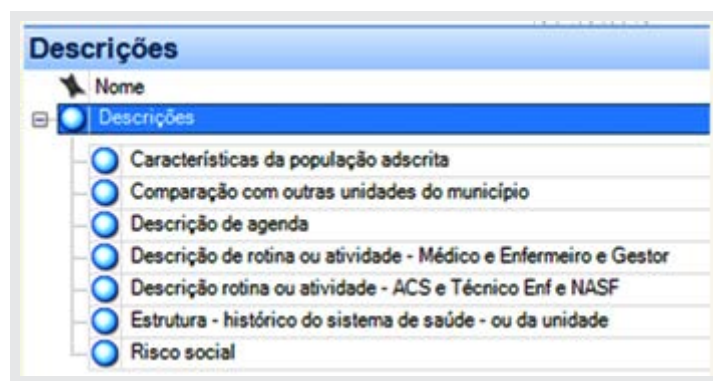 Descrições
Nome
Descrições
Características da população adscrita
Comparação com outras unidades do município
Descrição de agenda
Descrição de rotina ou atividade - Médico e Enfermeiro e Gestor
Descrição rotina ou atividade - ACS e Técnico Enf e NASF
Estrutura - histórico do sistema de saúde - ou da unidade
Risco social